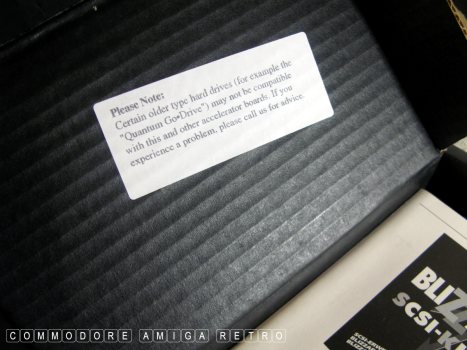 Please Note:
Certain older type hard drives (for example the
"Quantum Go•Drive") may not be compatible
with this and other accelerator boards. If you
experience a problem, please call us for advice.
BLIZZ
SCSI-K
COMMODORE AMIGA RETRO